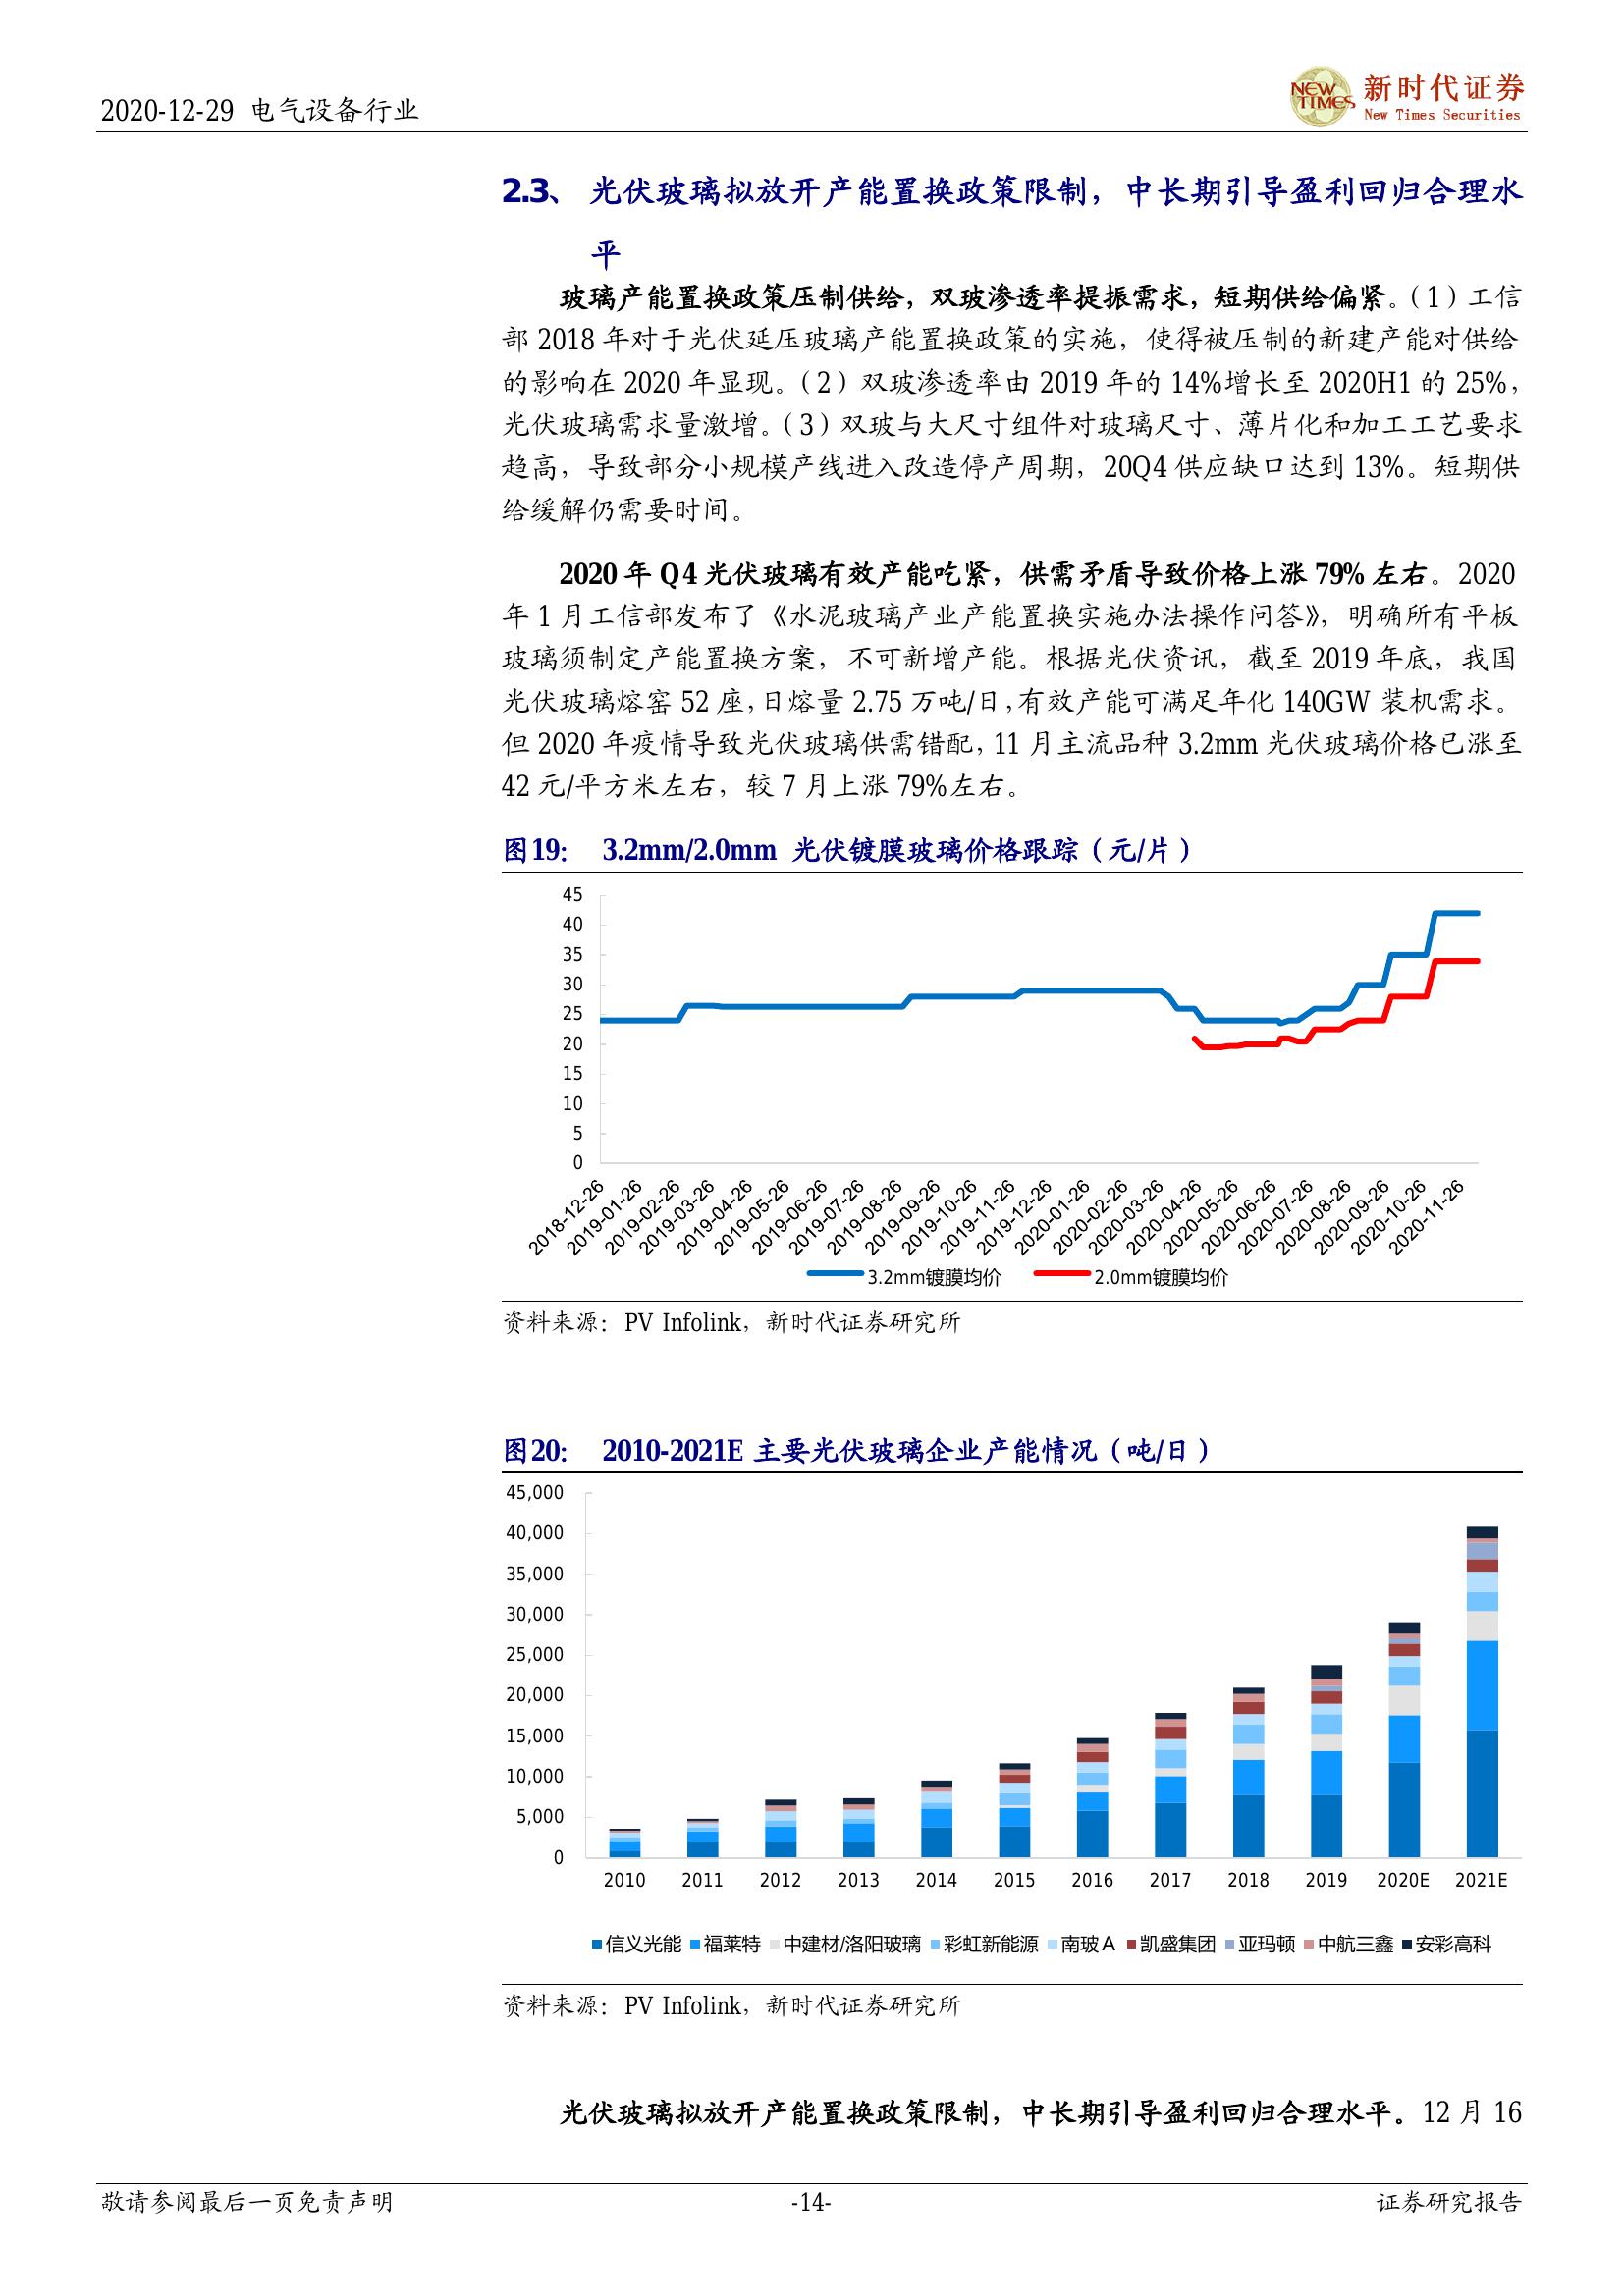 2020-12-29 电气设备行业
NEW TIMES
新时代证券
New Times Securities
2.3、 光伏玻璃拟放开产能置换政策限制，中长期引导盈利回归合理水
平
玻璃产能置换政策压制供给，双玻渗透率提振需求，短期供给偏紧。（1）工信
部 2018 年对于光伏延压玻璃产能置换政策的实施，使得被压制的新建产能对供给
的影响在 2020 年显现。（2）双玻渗透率由 2019 年的 14%增长至 2020H1 的 25%，
光伏玻璃需求量激增。（3）双玻与大尺寸组件对玻璃尺寸、薄片化和加工工艺要求
趋高，导致部分小规模产线进入改造停产周期，20Q4 供应缺口达到 13%。短期供
给缓解仍需要时间。
2020 年 Q4 光伏玻璃有效产能吃紧，供需矛盾导致价格上涨 79%左右。2020
年 1 月工信部发布了《水泥玻璃产业产能置换实施办法操作问答》，明确所有平板
玻璃须制定产能置换方案，不可新增产能。根据光伏资讯，截至 2019 年底，我国
光伏玻璃熔窑 52 座，日熔量 2.75 万吨/日，有效产能可满足年化 140GW 装机需求。
但 2020 年疫情导致光伏玻璃供需错配，11 月主流品种 3.2mm 光伏玻璃价格已涨至
42 元/平方米左右，较 7 月上涨 79%左右。
图19： 3.2mm/2.0mm 光伏镀膜玻璃价格跟踪（元/片）
45
40
35
30
25
20
15
10
5
0
2018-12-26 2019-01-26 2019-02-26 2019-03-26 2019-04-26 2019-05-26 2019-06-26 2019-07-26 2019-08-26 2019-09-26 2019-10-26 2019-11-26 2019-12-26 2020-01-26 2020-02-26 2020-03-26 2020-04-26 2020-05-26 2020-06-26 2020-07-26 2020-08-26 2020-09-26 2020-10-26 2020-11-26
3.2mm镀膜均价 2.0mm镀膜均价
资料来源：PV Infolink，新时代证券研究所
图20： 2010-2021E 主要光伏玻璃企业产能情况（吨/日）
45,000
40,000
35,000
30,000
25,000
20,000
15,000
10,000
5,000
0
2010 2011 2012 2013 2014 2015 2016 2017 2018 2019 2020E 2021E
信义光能 福莱特 中建材/洛阳玻璃 彩虹新能源 南玻A 凯盛集团 亚玛顿 中航三鑫 安彩高科
资料来源：PV Infolink，新时代证券研究所
光伏玻璃拟放开产能置换政策限制，中长期引导盈利回归合理水平。12 月 16
敬请参阅最后一页免责声明 -14- 证券研究报告